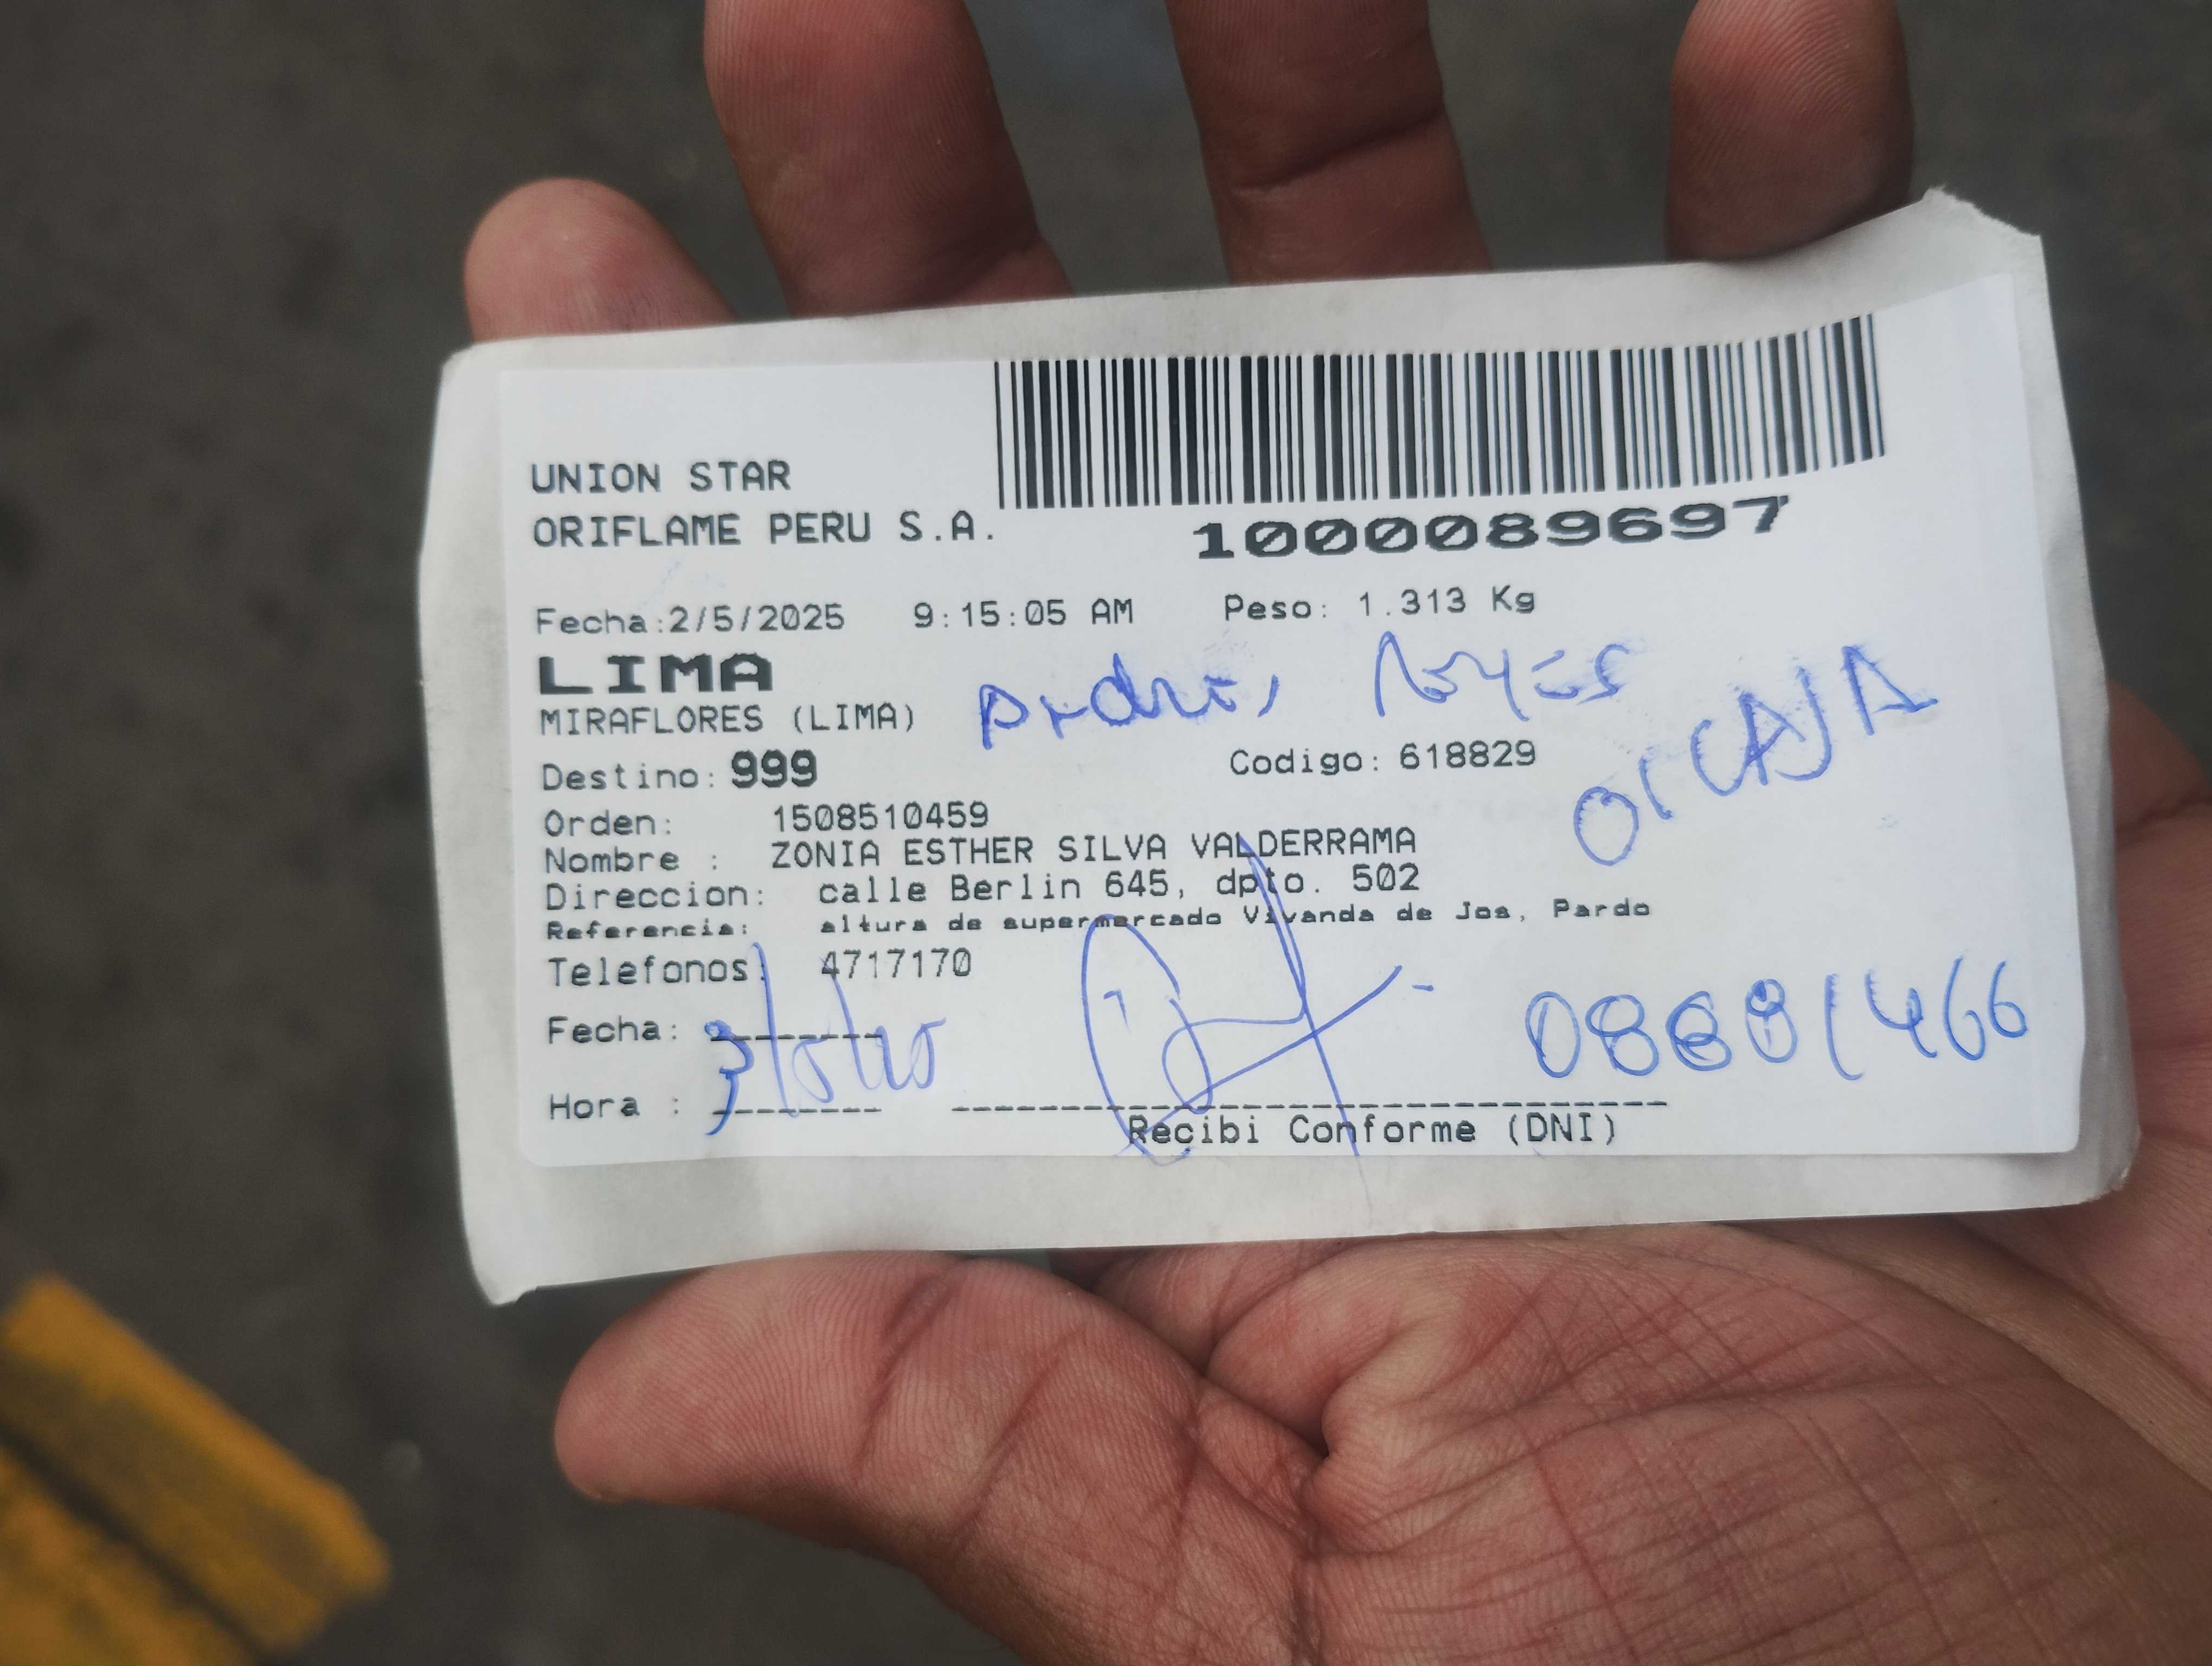 UNION STAR
ORIFLAME PERU S.A.
1000089697
Fecha:2/5/2025 9:15:05 AM Peso: 1.313 Kg
LIMA
MIRAFLORES (LIMA)
Destino: 999 Codigo: 618829
01 CAJA
Orden: 1508510459
Nombre : ZONIA ESTHER SILVA VALDERRAMA
Direccion: calle Berlin 645, dpto. 502
Referencia: altura de supermercado Vivanda de Jos, Pardo
Telefonos: 4717170
Fecha:
Hora :
Recibi Conforme (DNI)